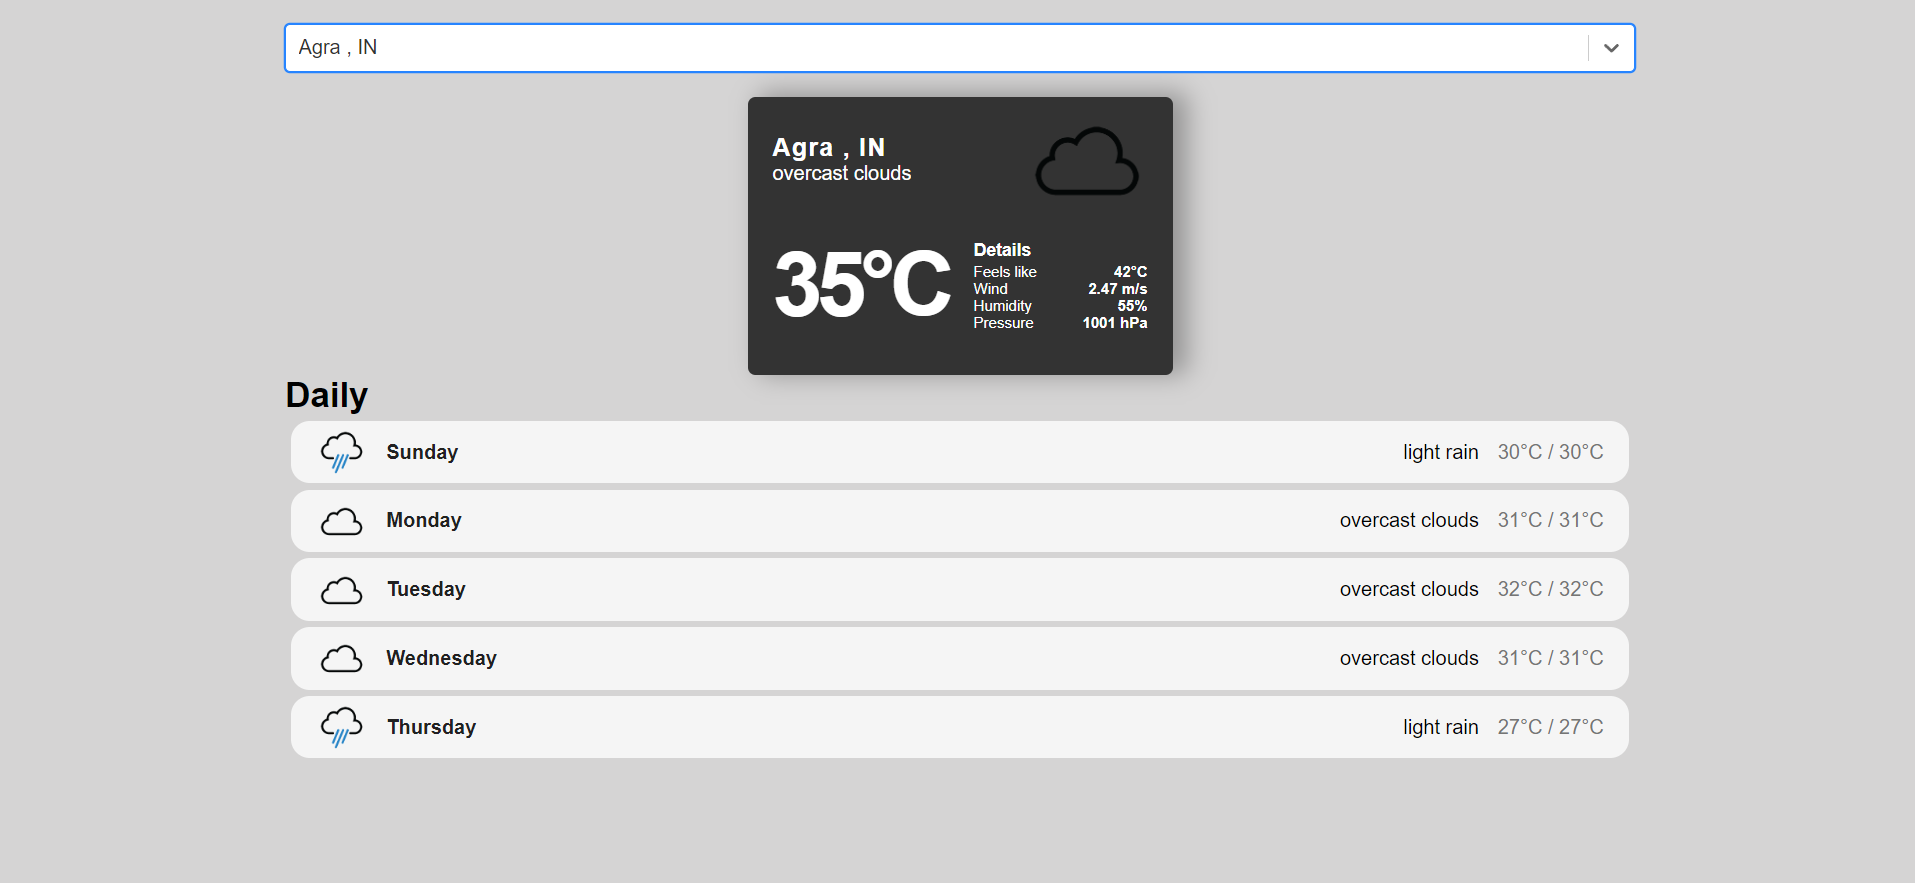 Agra , IN
Agra , IN
overcast clouds
35°C
Details
Feels like 42°C
Wind 2.47 m/s
Humidity 55%
Pressure 1001 hPa
Daily
Sunday light rain 30°C / 30°C
Monday overcast clouds 31°C / 31°C
Tuesday overcast clouds 32°C / 32°C
Wednesday overcast clouds 31°C / 31°C
Thursday light rain 27°C / 27°C